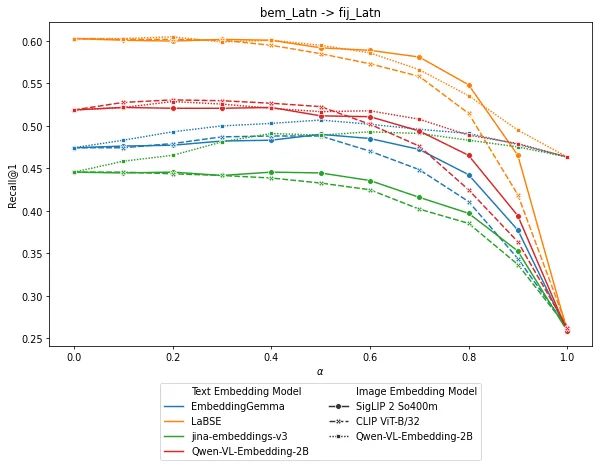 bem_Latn -> fij_Latn
Recall@1
0.60
0.55
0.50
0.45
0.40
0.35
0.30
0.25
0.0 0.2 0.4 0.6 0.8 1.0
α
Text Embedding Model
EmbeddingGemma
LaBSE
jina-embeddings-v3
Qwen-VL-Embedding-2B
Image Embedding Model
SigLIP 2 So400m
CLIP ViT-B/32
Qwen-VL-Embedding-2B